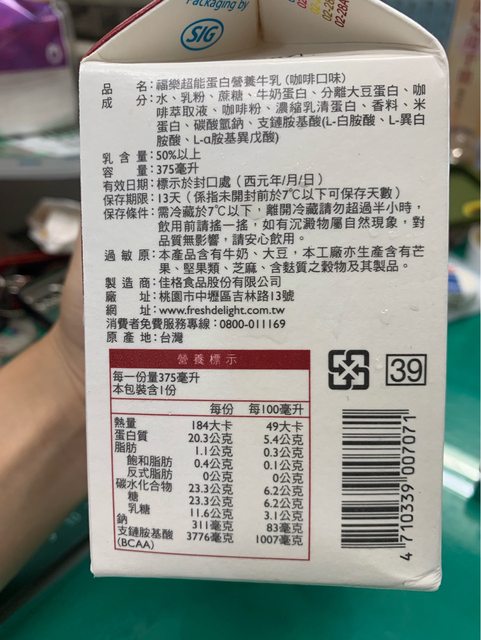 Packaging by
SIG
品名：福樂超能蛋白營養牛乳 (咖啡口味)
成分：水、乳粉、蔗糖、牛奶蛋白、分離大豆蛋白、咖
啡萃取液、咖啡粉、濃縮乳清蛋白、香料、米
蛋白、碳酸氫鈉、支鏈胺基酸(L-白胺酸、L-異白
胺酸、L-α胺基異戊酸)
乳含量：50%以上
容量：375毫升
有效日期：標示於封口處（西元年/月/日）
保存期限：13天（係指未開封前於7℃以下可保存天數）
保存條件：需冷藏於7℃以下，離開冷藏請勿超過半小時，
飲用前請搖一搖，如有沉澱物屬自然現象，對
品質無影響，請安心飲用。
過敏原：本產品含有牛奶、大豆，本工廠亦生產含有芒
果、堅果類、芝麻、含麩質之穀物及其製品。
製造商：佳格食品股份有限公司
廠址：桃園市中壢區吉林路13號
網址：www.freshdelight.com.tw
消費者免費服務專線：0800-011169
原產地：台灣
營養標示
每一份量375毫升
本包裝含1份
每份 每100毫升
熱量 184大卡 49大卡
蛋白質 20.3公克 5.4公克
脂肪 1.1公克 0.3公克
飽和脂肪 0.4公克 0.1公克
反式脂肪 0公克 0公克
碳水化合物 23.3公克 6.2公克
糖 23.3公克 6.2公克
乳糖 11.6公克 3.1公克
鈉 311毫克 83毫克
支鏈胺基酸 3776毫克 1007毫克
(BCAA)
39
4 710339 007071